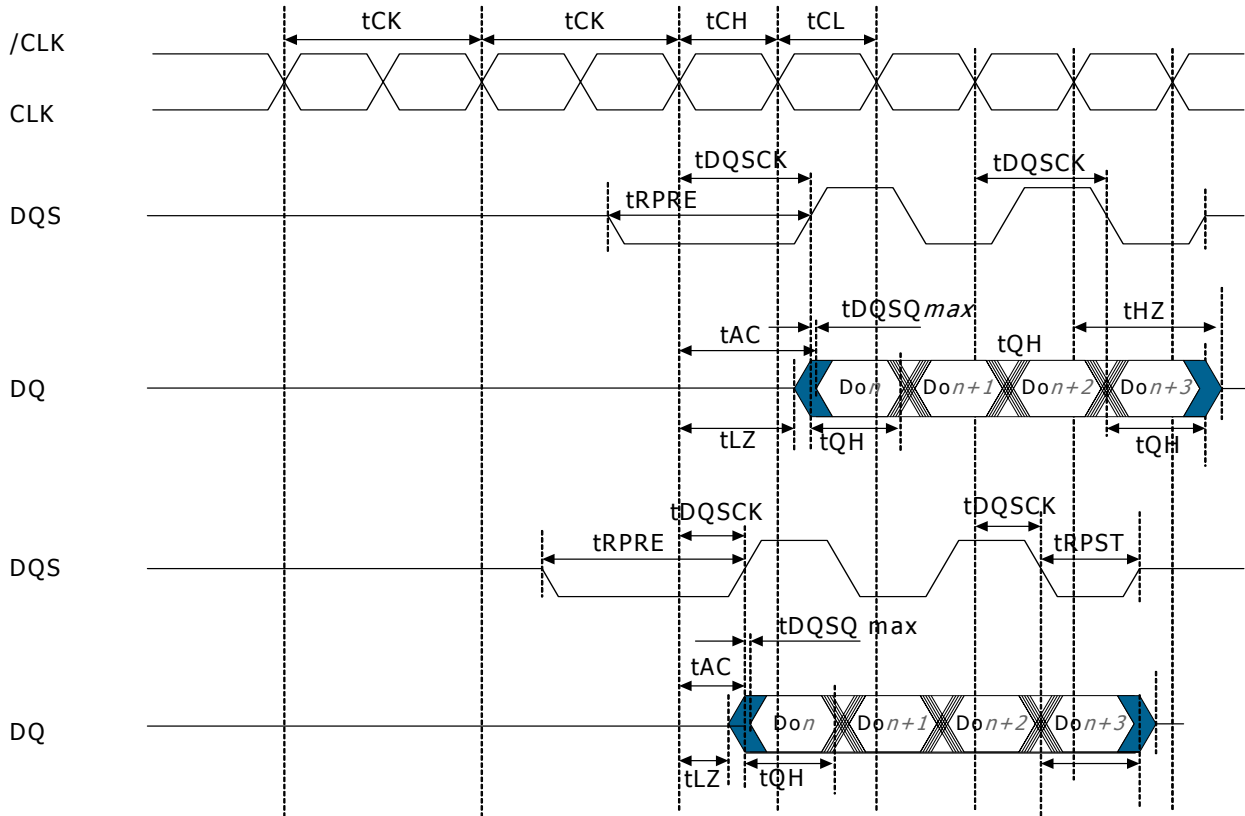 tCK tCK tCH tCL
/CLK
CLK
tDQSCK tDQSCK
tRPRE
DQS
tDQSQmax tHZ
tAC
tQH
DQ Don Don+1 Don+2 Don+3
tLZ tQH tQH
tDQSCK tDQSCK
tRPRE tRPST
DQS
tDQSQ max
tAC
DQ Don Don+1 Don+2 Don+3
tLZ tQH